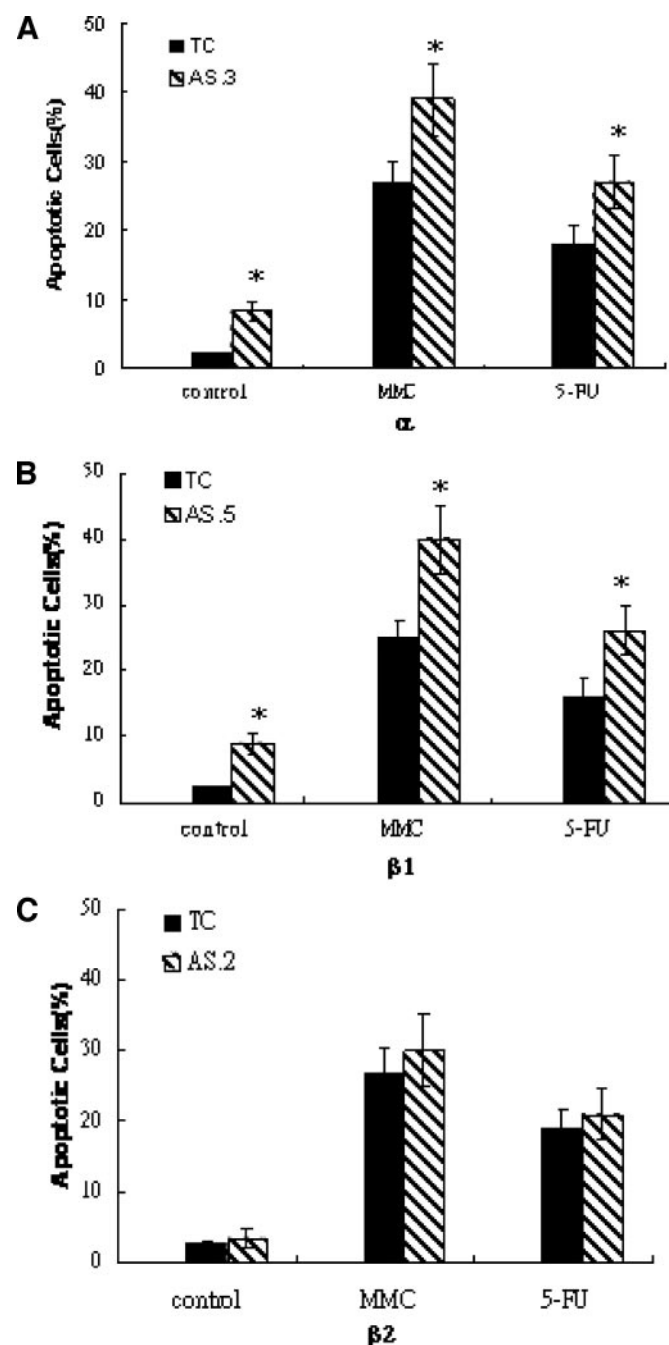 A
Apoptotic Cells(%)
50
40
30
20
10
0
TC
AS.3
*
*
*
control MMC 5-FU
α
B
Apoptotic Cells(%)
50
40
30
20
10
0
TC
AS.5
*
*
*
control MMC 5-FU
β1
C
Apoptotic Cells(%)
50
40
30
20
10
0
TC
AS.2
control MMC 5-FU
β2